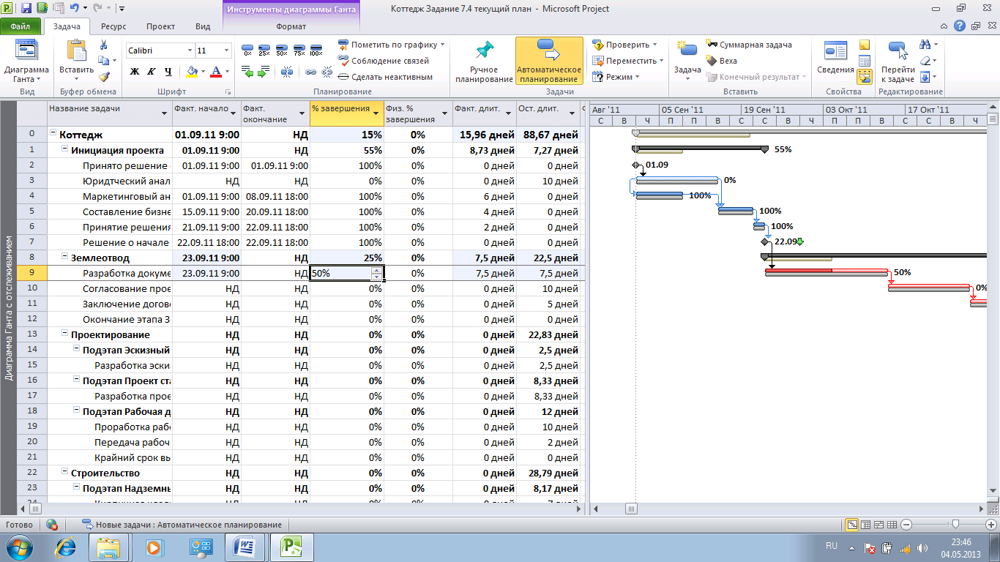 Инструменты диаграммы Ганта
Коттедж Задание 7.4 текущий план - Microsoft Project
Файл Задача Ресурс Проект Вид Формат
Диаграмма Ганта
Вид
Вставить
Буфер обмена
Calibri 11
Ж К Ч
Шрифт
0% 25% 50% 75% 100%
Пометить по графику
Соблюдение связей
Сделать неактивным
Планирование
Ручное планирование
Автоматическое планирование
Проверить
Переместить
Режим
Задачи
Задача
Суммарная задача
Веха
Конечный результат
Вставить
Сведения
Свойства
Перейти к задаче
Редактирование
Название задачи Факт. начало Факт. окончание % завершения Физ. % завершения Факт. длит. Ост. длит. Ф
0 Коттедж 01.09.11 9:00 НД 15% 0% 15,96 дней 88,67 дней
1 Инициация проекта 01.09.11 9:00 НД 55% 0% 8,73 дней 7,27 дней
2 Принято решение 01.09.11 9:00 01.09.11 9:00 100% 0% 0 дней 0 дней
3 Юридтческий анал НД НД 0% 0% 0 дней 10 дней
4 Маркетинговый ан 01.09.11 9:00 08.09.11 18:00 100% 0% 6 дней 0 дней
5 Составление бизне 15.09.11 9:00 20.09.11 18:00 100% 0% 4 дней 0 дней
6 Принятие решения 21.09.11 9:00 22.09.11 18:00 100% 0% 2 дней 0 дней
7 Решение о начале 22.09.11 18:00 22.09.11 18:00 100% 0% 0 дней 0 дней
8 Землеотвод 23.09.11 9:00 НД 25% 0% 7,5 дней 22,5 дней
9 Разработка докуме 23.09.11 9:00 НД 50% 0% 7,5 дней 7,5 дней
10 Согласование прое НД НД 0% 0% 0 дней 10 дней
11 Заключение догов НД НД 0% 0% 0 дней 5 дней
12 Окончание этапа З НД НД 0% 0% 0 дней 0 дней
13 Проектирование НД НД 0% 0% 0 дней 22,83 дней
14 Подэтап Эскизный НД НД 0% 0% 0 дней 2,5 дней
15 Разработка эски НД НД 0% 0% 0 дней 2,5 дней
16 Подэтап Проект ста НД НД 0% 0% 0 дней 8,33 дней
17 Разработка прое НД НД 0% 0% 0 дней 8,33 дней
18 Подэтап Рабочая д НД НД 0% 0% 0 дней 12 дней
19 Проработка рабо НД НД 0% 0% 0 дней 10 дней
20 Передача рабоч НД НД 0% 0% 0 дней 2 дней
21 Крайний срок вы НД НД 0% 0% 0 дней 0 дней
22 Строительство НД НД 0% 0% 0 дней 28,79 дней
23 Подэтап Надземны НД НД 0% 0% 0 дней 8,17 дней
Авг '11 05 Сен '11 19 Сен '11 03 Окт '11 17 Окт '11
С В Ч П П С В Ч П С В Ч П П С В Ч
55%
01.09
0%
100%
100%
100%
22.09
50%
0%
Диаграмма Ганта с отслеживанием
Готово Новые задачи : Автоматическое планирование
RU 23:46
04.05.2013